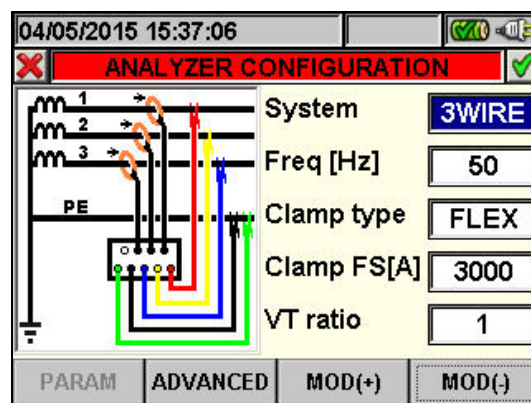 04/05/2015 15:37:06
ANALYZER CONFIGURATION
1
2
3
PE
System 3WIRE
Freq [Hz] 50
Clamp type FLEX
Clamp FS[A] 3000
VT ratio 1
PARAM ADVANCED MOD(+) MOD(-)